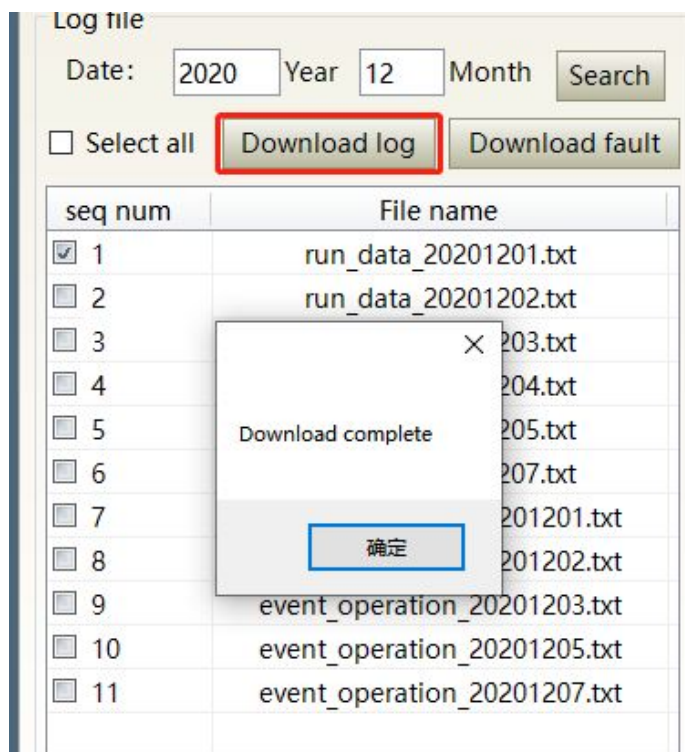 Log file
Date: 2020 Year 12 Month Search
Select all Download log Download fault
seq num File name
1 run_data_20201201.txt
2 run_data_20201202.txt
3 203.txt
4 204.txt
5 Download complete 205.txt
6 207.txt
7 201201.txt
8 确定 201202.txt
9 event_operation_20201203.txt
10 event_operation_20201205.txt
11 event_operation_20201207.txt